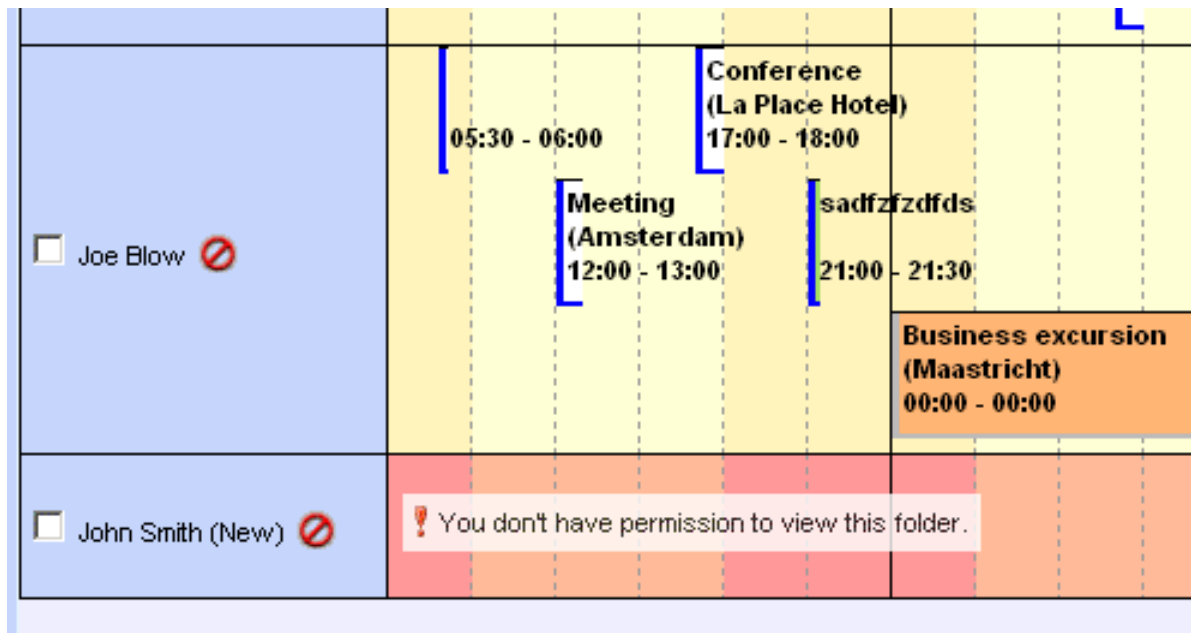 Conference
(La Place Hotel)
05:30 - 06:00
17:00 - 18:00
Meeting
(Amsterdam)
12:00 - 13:00
sadfzfzdfds
21:00 - 21:30
Joe Blow
Business excursion
(Maastricht)
00:00 - 00:00
John Smith (New)
You don't have permission to view this folder.